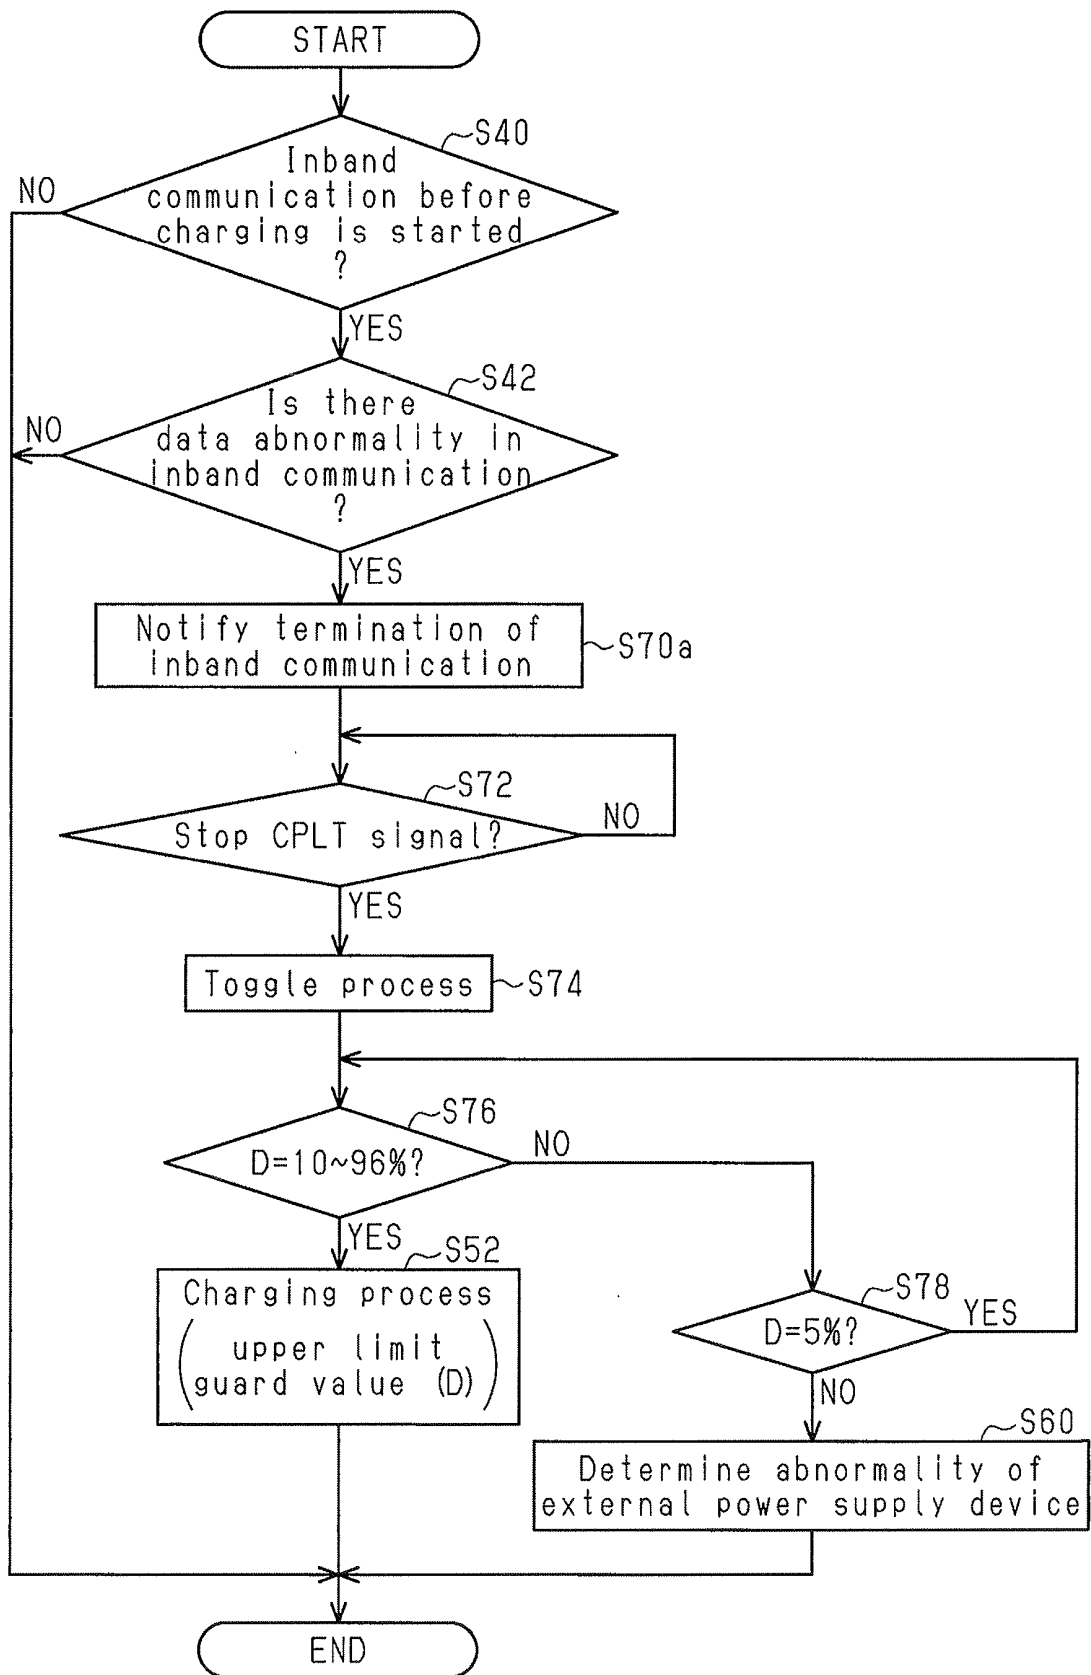 START
S40
Inband
communication before
charging is started
?
NO
YES
S42
Is there
data abnormality in
inband communication
?
NO
YES
Notify termination of
inband communication
S70a
S72
Stop CPLT signal?
NO
YES
Toggle process
S74
S76
D=10~96%?
NO
YES
S52
Charging process
upper limit
guard value (D)
S78
D=5%?
YES
NO
S60
Determine abnormality of
external power supply device
END